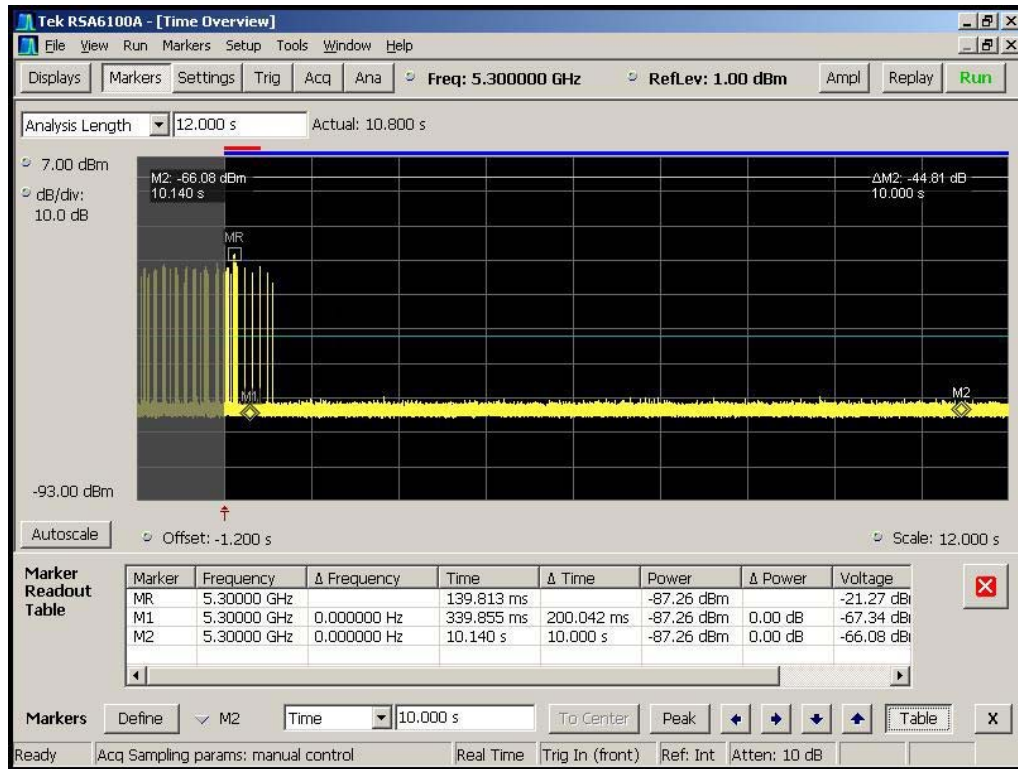 Tek RSA6100A - [Time Overview]
File View Run Markers Setup Tools Window Help
Displays Markers Settings Trig Acq Ana Freq: 5.300000 GHz RefLev: 1.00 dBm Ampl Replay Run
Analysis Length 12.000 s Actual: 10.800 s
7.00 dBm
dB/div:
10.0 dB
M2: -66.08 dBm
10.140 s
ΔM2: -44.81 dB
10.000 s
MR
M1
M2
-93.00 dBm
Autoscale Offset: -1.200 s Scale: 12.000 s
Marker Readout Table
Marker Frequency Δ Frequency Time Δ Time Power Δ Power Voltage
MR 5.30000 GHz 139.813 ms -87.26 dBm -21.27 dB
M1 5.30000 GHz 0.000000 Hz 339.855 ms 200.042 ms -87.26 dBm 0.00 dB -67.34 dB
M2 5.30000 GHz 0.000000 Hz 10.140 s 10.000 s -87.26 dBm 0.00 dB -66.08 dB
Markers Define M2 Time 10.000 s To Center Peak Table X
Ready Acq Sampling params: manual control Real Time Trig In (front) Ref: Int Atten: 10 dB